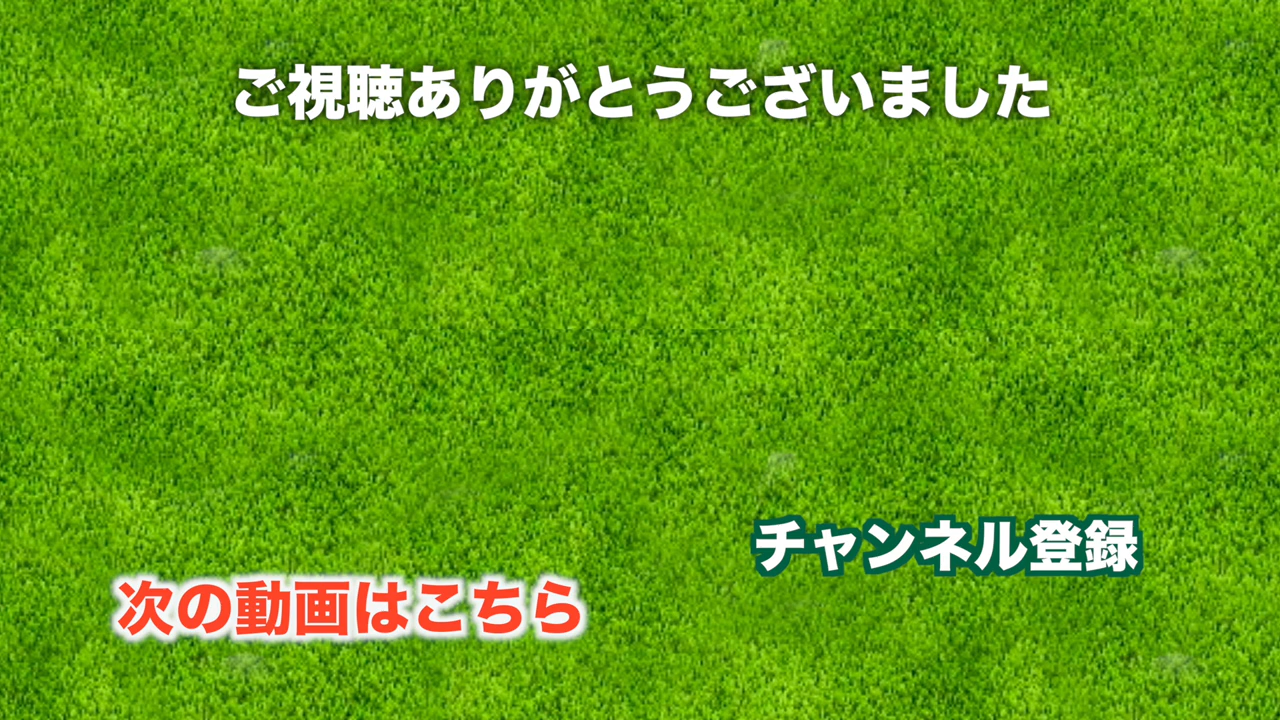 ご視聴ありがとうございました
チャンネル登録
次の動画はこちら